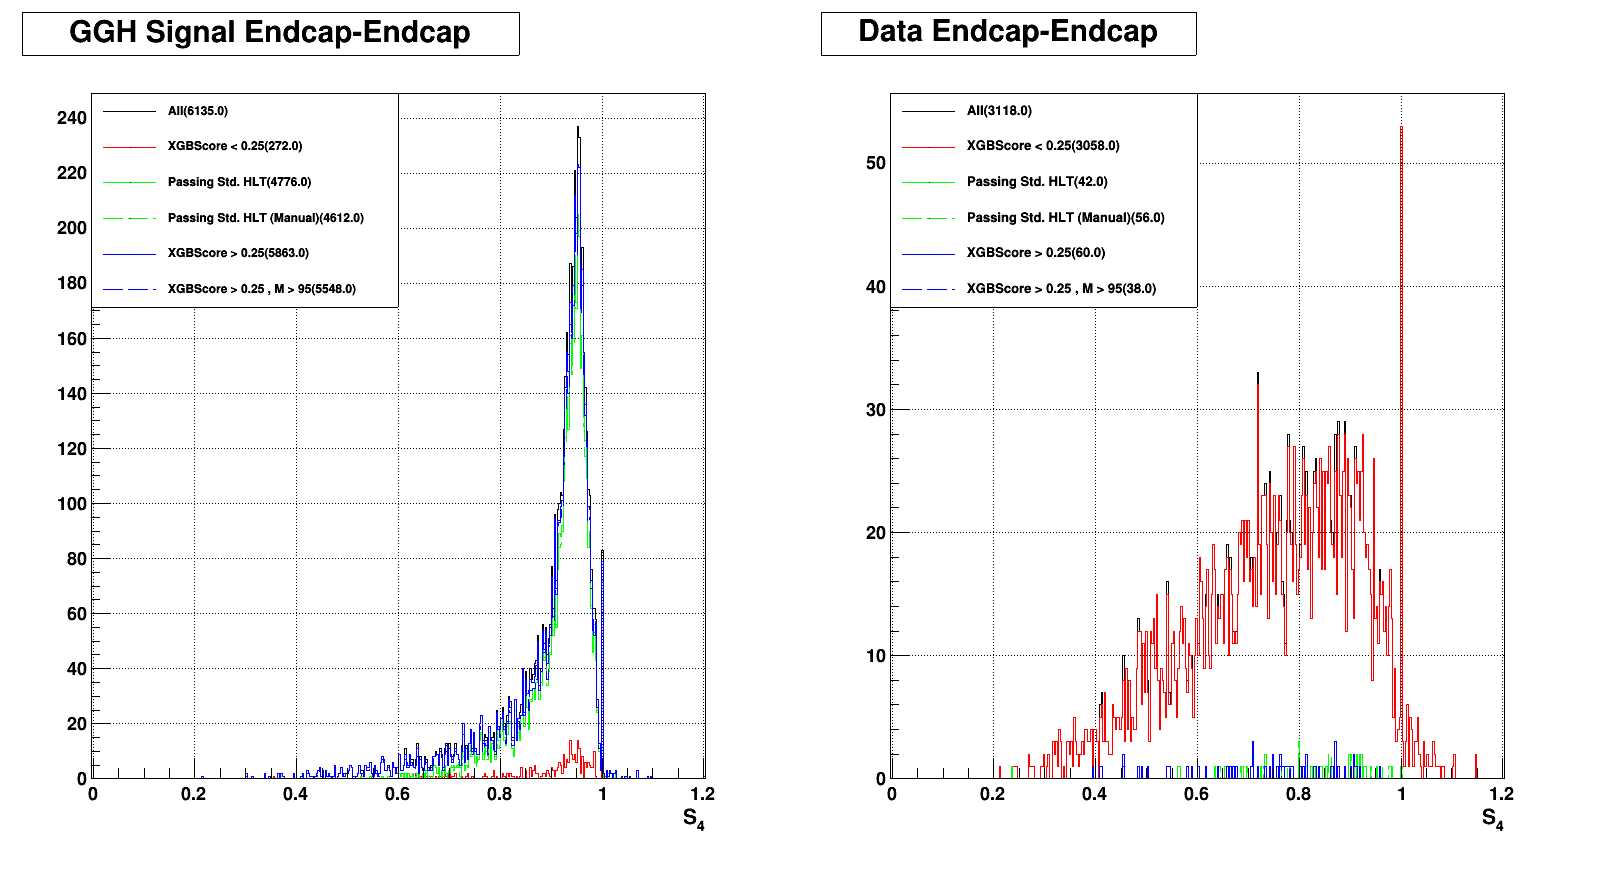 GGH Signal Endcap-Endcap
All(6135.0)
XGBScore < 0.25(272.0)
Passing Std. HLT(4776.0)
Passing Std. HLT (Manual)(4612.0)
XGBScore > 0.25(5863.0)
XGBScore > 0.25 , M > 95(5548.0)
240
220
200
180
160
140
120
100
80
60
40
20
0
0 0.2 0.4 0.6 0.8 1 1.2
S4
Data Endcap-Endcap
All(3118.0)
XGBScore < 0.25(3058.0)
Passing Std. HLT(42.0)
Passing Std. HLT (Manual)(56.0)
XGBScore > 0.25(60.0)
XGBScore > 0.25 , M > 95(38.0)
50
40
30
20
10
0
0 0.2 0.4 0.6 0.8 1 1.2
S4